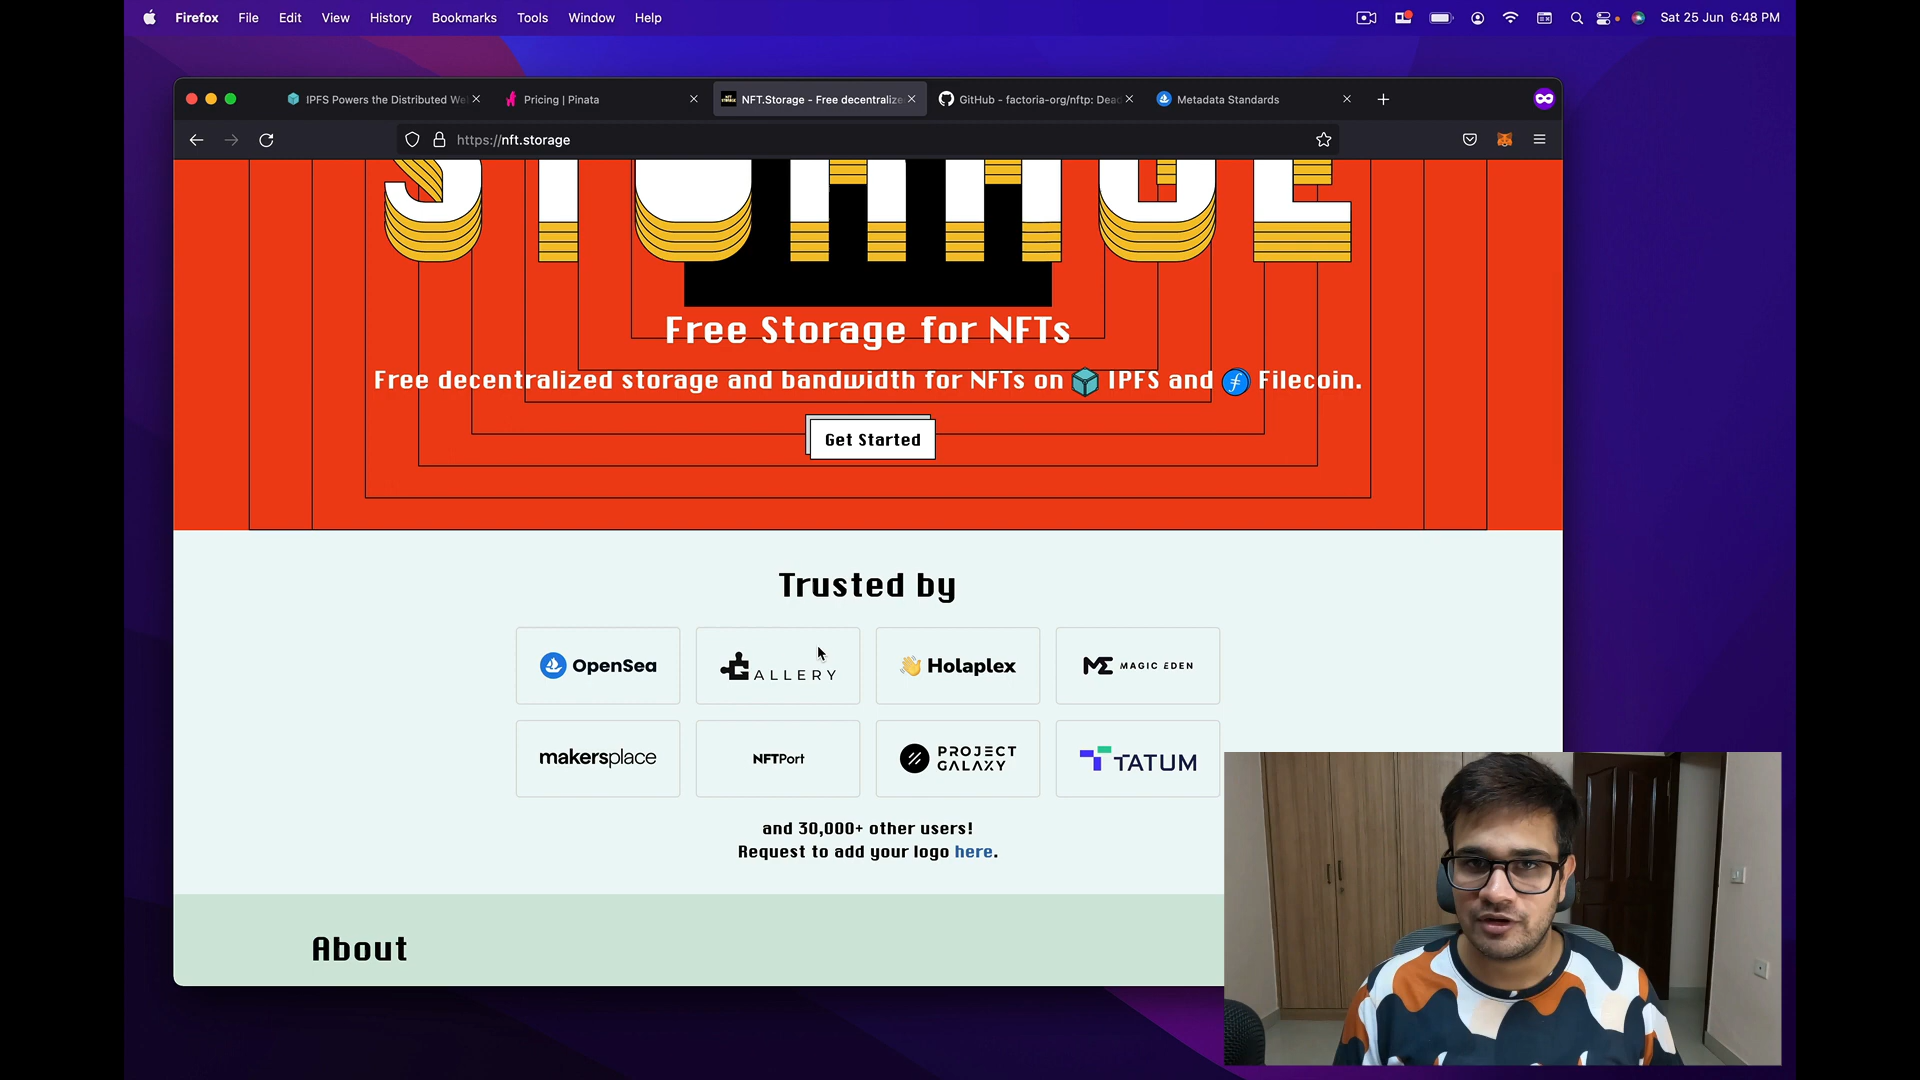 Firefox File Edit View History Bookmarks Tools Window Help
Sat 25 Jun 6:48 PM
IPFS Powers the Distributed We
Pricing | Pinata
NFT.Storage - Free decentralize
GitHub - factoria-org/nftp: Dea
Metadata Standards
https://nft.storage
STORAGE
Free Storage for NFTs
Free decentralized storage and bandwidth for NFTs on IPFS and Filecoin.
Get Started
Trusted by
OpenSea
GALLERY
Holaplex
ME MAGIC EDEN
makersplace
NFTPort
PROJECT
GALAXY
TATUM
and 30,000+ other users!
Request to add your logo here.
About